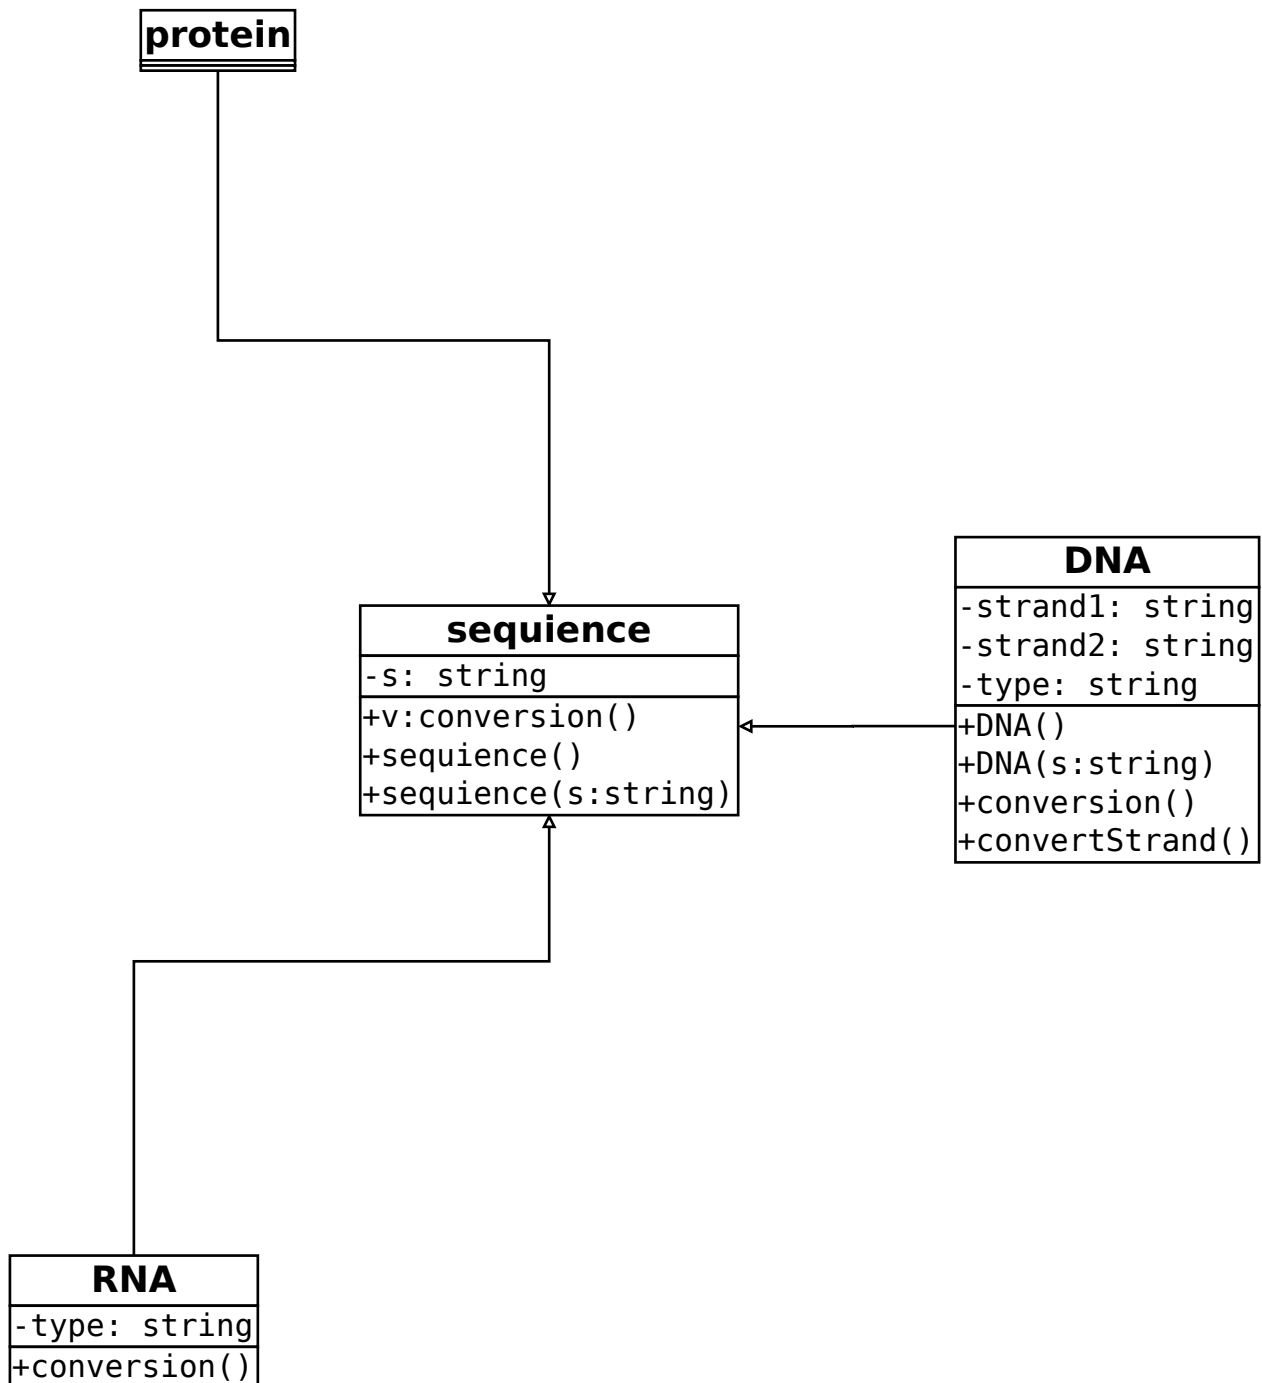 protein
sequience
-s: string
+v:conversion()
+sequience()
+sequience(s:string)
DNA
-strand1: string
-strand2: string
-type: string
+DNA()
+DNA(s:string)
+conversion()
+convertStrand()
RNA
-type: string
+conversion()